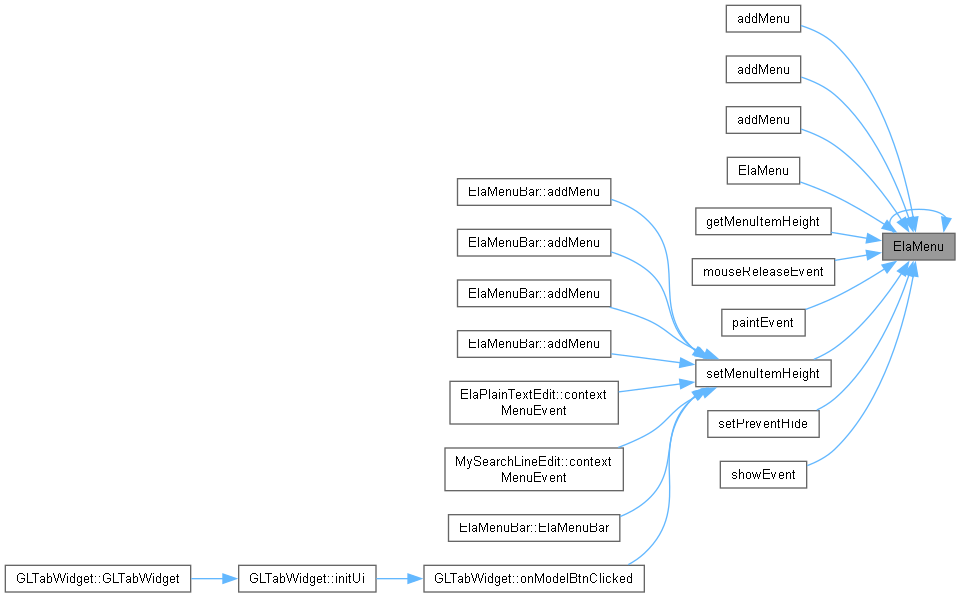 addMenu
addMenu
addMenu
ElaMenu
getMenuItemHeight
mouseReleaseEvent
paintEvent
setMenuItemHeight
setPreventHide
showEvent
ElaMenu
ElaMenuBar::addMenu
ElaMenuBar::addMenu
ElaMenuBar::addMenu
ElaMenuBar::addMenu
ElaPlainTextEdit::context
MenuEvent
MySearchLineEdit::context
MenuEvent
ElaMenuBar::ElaMenuBar
GLTabWidget::GLTabWidget
GLTabWidget::initUi
GLTabWidget::onModelBtnClicked